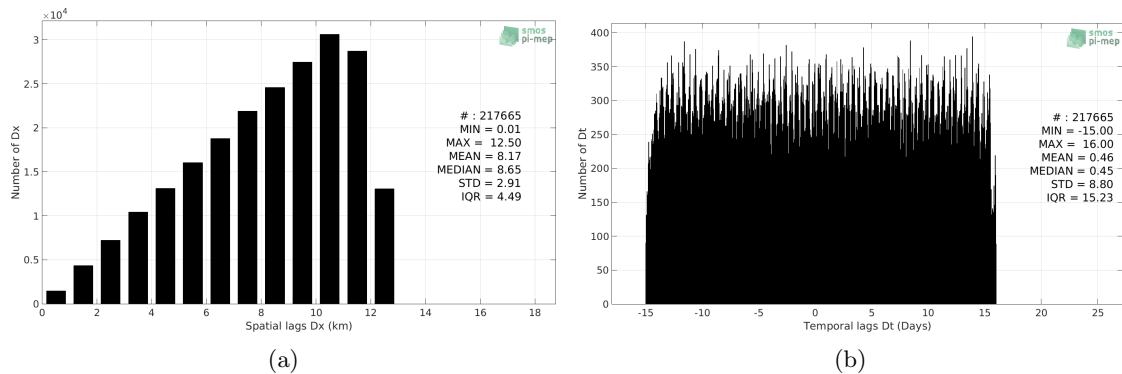 ×10⁴
3
2.5
2
1.5
1
0.5
0
Number of Dx
0 2 4 6 8 10 12 14 16 18
Spatial lags Dx (km)
smos
pi-mep
# : 217665
MIN = 0.01
MAX = 12.50
MEAN = 8.17
MEDIAN = 8.65
STD = 2.91
IQR = 4.49
(a)
400
350
300
250
200
150
100
50
0
Number of Dt
-15 -10 -5 0 5 10 15 20 25
Temporal lags Dt (Days)
smos
pi-mep
# : 217665
MIN = -15.00
MAX = 16.00
MEAN = 0.46
MEDIAN = 0.45
STD = 8.80
IQR = 15.23
(b)